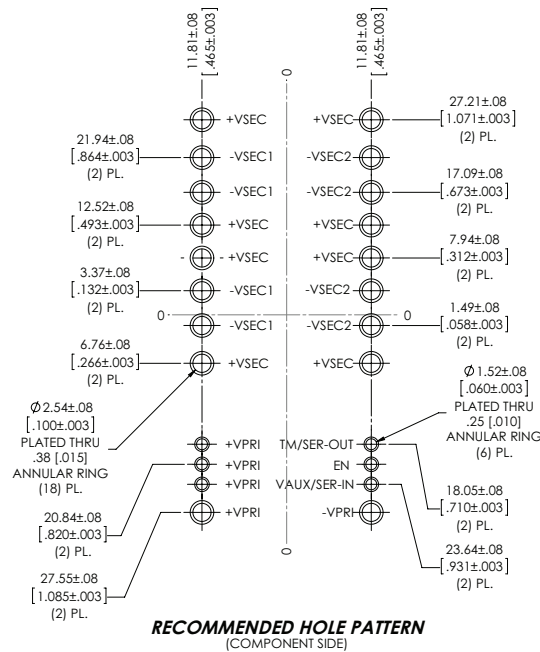 11.81±.08
[.465±.003]
11.81±.08
[.465±.003]
0
+VSEC
+VSEC
27.21±.08
[1.071±.003]
(2) PL.
21.94±.08
[.864±.003]
(2) PL.
-VSEC1
-VSEC2
-VSEC1
-VSEC2
17.09±.08
[.673±.003]
(2) PL.
12.52±.08
[.493±.003]
(2) PL.
+VSEC
+VSEC
+VSEC
+VSEC
7.94±.08
[.312±.003]
(2) PL.
3.37±.08
[.132±.003]
(2) PL.
-VSEC1
-VSEC2
0
0
-VSEC1
-VSEC2
1.49±.08
[.058±.003]
(2) PL.
6.76±.08
[.266±.003]
(2) PL.
+VSEC
+VSEC
Ø2.54±.08
[.100±.003]
PLATED THRU
.38 [.015]
ANNULAR RING
(18) PL.
Ø1.52±.08
[.060±.003]
PLATED THRU
.25 [.010]
ANNULAR RING
(6) PL.
+VPRI
TM/SER-OUT
+VPRI
EN
+VPRI
VAUX/SER-IN
+VPRI
-VPRI
18.05±.08
[.710±.003]
(2) PL.
20.84±.08
[.820±.003]
(2) PL.
23.64±.08
[.931±.003]
(2) PL.
27.55±.08
[1.085±.003]
(2) PL.
0
RECOMMENDED HOLE PATTERN
(COMPONENT SIDE)